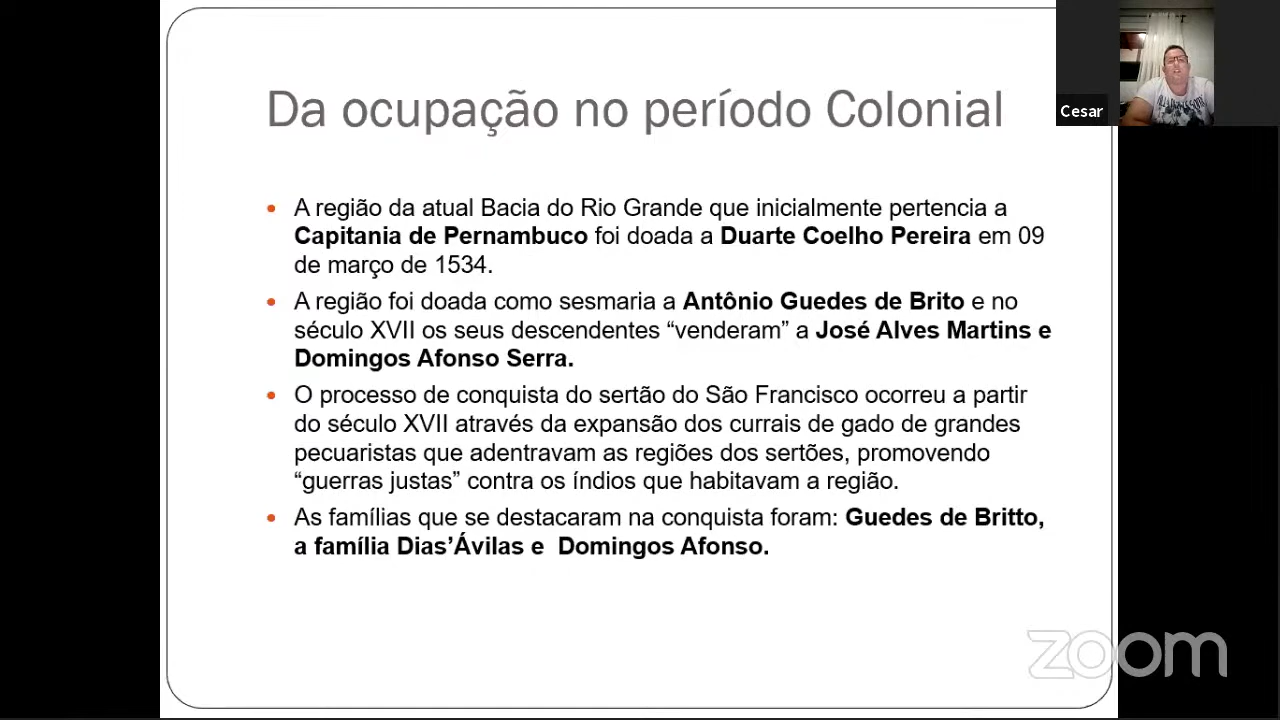 Da ocupação no período Colonial
Cesar
• A região da atual Bacia do Rio Grande que inicialmente pertencia a
Capitania de Pernambuco foi doada a Duarte Coelho Pereira em 09
de março de 1534.
• A região foi doada como sesmaria a Antônio Guedes de Brito e no
século XVII os seus descendentes “venderam” a José Alves Martins e
Domingos Afonso Serra.
• O processo de conquista do sertão do São Francisco ocorreu a partir
do século XVII através da expansão dos currais de gado de grandes
pecuaristas que adentravam as regiões dos sertões, promovendo
“guerras justas” contra os índios que habitavam a região.
• As famílias que se destacaram na conquista foram: Guedes de Britto,
a família Dias’Ávilas e Domingos Afonso.
zoom